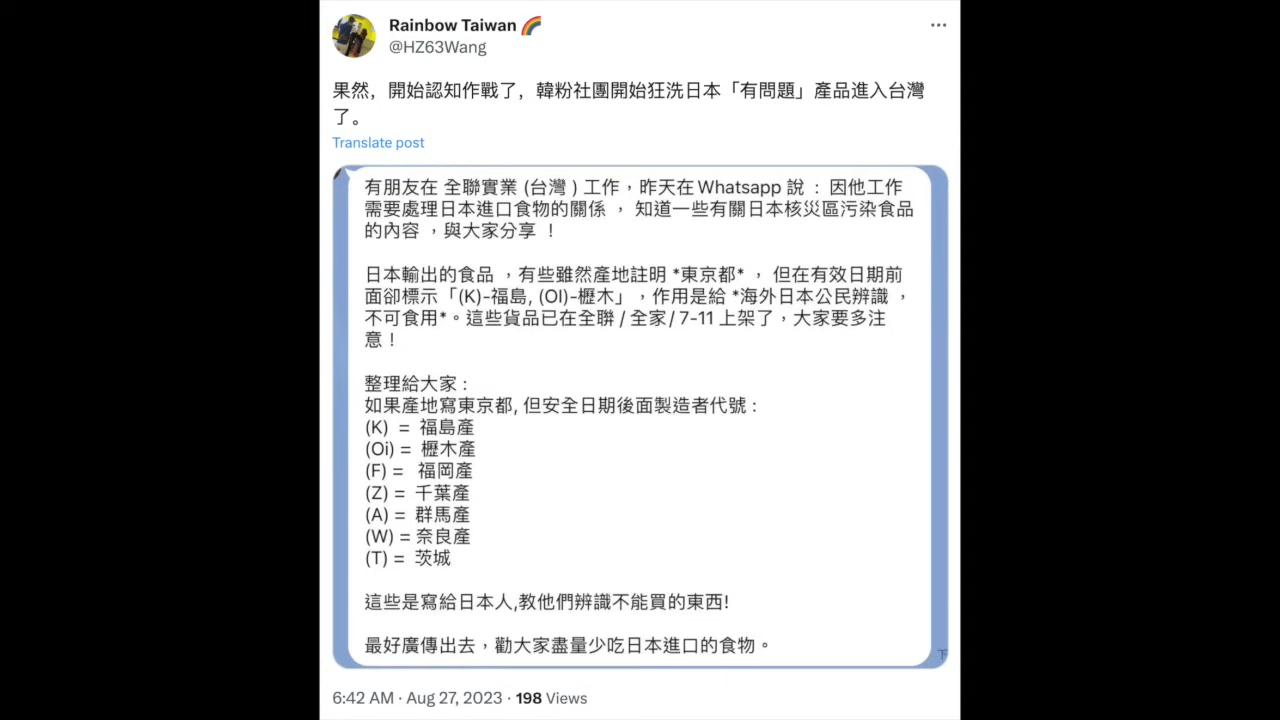 Rainbow Taiwan 🌈
@HZ63Wang
果然，開始認知作戰了，韓粉社團開始狂洗日本「有問題」產品進入台灣
了。
Translate post
有朋友在 全聯實業 (台灣 ) 工作，昨天在Whatsapp 說 ： 因他工作
需要處理日本進口食物的關係 ， 知道一些有關日本核災區污染食品
的內容 ，與大家分享 ！
日本輸出的食品 ，有些雖然產地註明 *東京都* ， 但在有效日期前
面卻標示「(K)-福島, (OI)-櫪木」，作用是給 *海外日本公民辨識 ，
不可食用*。這些貨品已在全聯 / 全家/ 7-11 上架了，大家要多注
意！
整理給大家 :
如果產地寫東京都, 但安全日期後面製造者代號 :
(K) = 福島產
(Oi) = 櫪木產
(F) = 福岡產
(Z) = 千葉產
(A) = 群馬產
(W) = 奈良產
(T) = 茨城
這些是寫給日本人,教他們辨識不能買的東西!
最好廣傳出去，勸大家盡量少吃日本進口的食物。
下
6:42 AM · Aug 27, 2023 · 198 Views